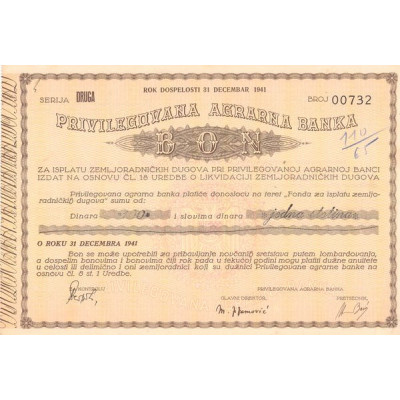 ROK DOSPELOSTI 31 DECEMBAR 1941
SERIJA DRUGA
BROJ 00732
PRIVILEGOVANA AGRARNA BANKA
BON
ZA ISPLATU ZEMLJORADNIČKIH DUGOVA PRI PRIVILEGOVANOJ AGRARNOJ BANCI
IZDAT NA OSNOVU ČL. 18 UREDBE O LIKVIDACIJI ZEMLJORADNIČKIH DUGOVA
Privilegovana agrarna banka platiće donosiocu na teret „Fonda za isplatu zemljo-
radničkih dugova" sumu od:
Dinara i slovima dinara
O ROKU 31 DECEMBRA 1941
Bon se može upotrebiti za pribavljanje novčanih sretstava putem lombardovanja,
a dospelim bonovima i bonovima čiji rok pada u tekućoj godini mogu platiti dužne anuitete
u celosti ili delimično i oni zemljoradnici koji su dužnici Privilegovane agrarne banke na
osnovu čl. 6 st. 1 Uredbe.
PRIVILEGOVANA AGRARNA BANKA
GLAVNI DIREKTOR, PRETSEDNIK,